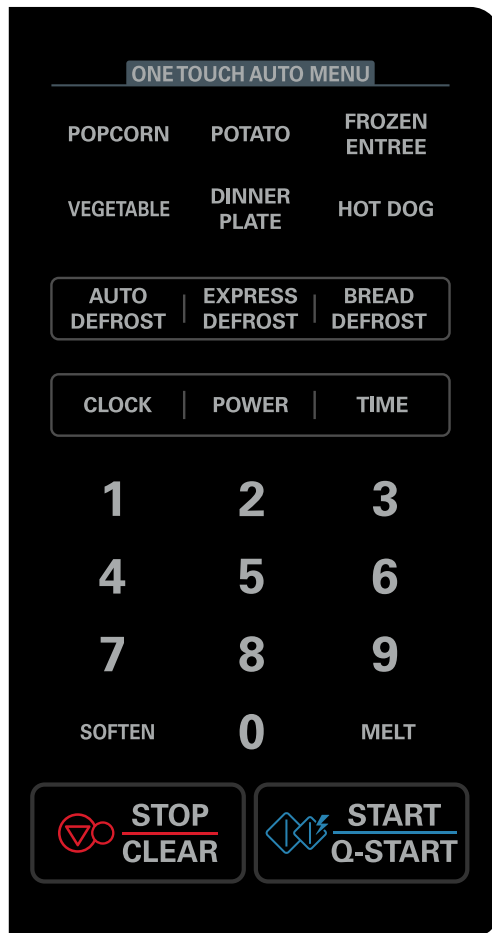 ONE TOUCH AUTO MENU
POPCORN POTATO FROZEN
ENTREE
VEGETABLE DINNER
PLATE HOT DOG
AUTO
DEFROST EXPRESS
DEFROST BREAD
DEFROST
CLOCK POWER TIME
1 2 3
4 5 6
7 8 9
SOFTEN 0 MELT
STOP
CLEAR
START
Q-START